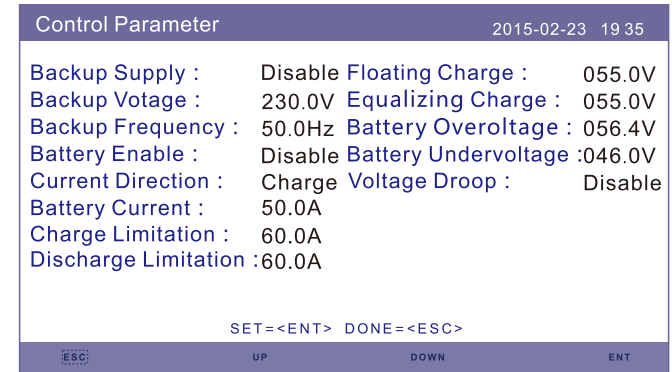 Control Parameter 2015-02-23 19 35
Backup Supply : Disable Floating Charge : 055.0V
Backup Votage : 230.0V Equalizing Charge : 055.0V
Backup Frequency : 50.0Hz Battery Overoltage : 056.4V
Battery Enable : Disable Battery Undervoltage :046.0V
Current Direction : Charge Voltage Droop : Disable
Battery Current : 50.0A
Charge Limitation : 60.0A
Discharge Limitation :60.0A
SET=<ENT> DONE=<ESC>
ESC UP DOWN ENT